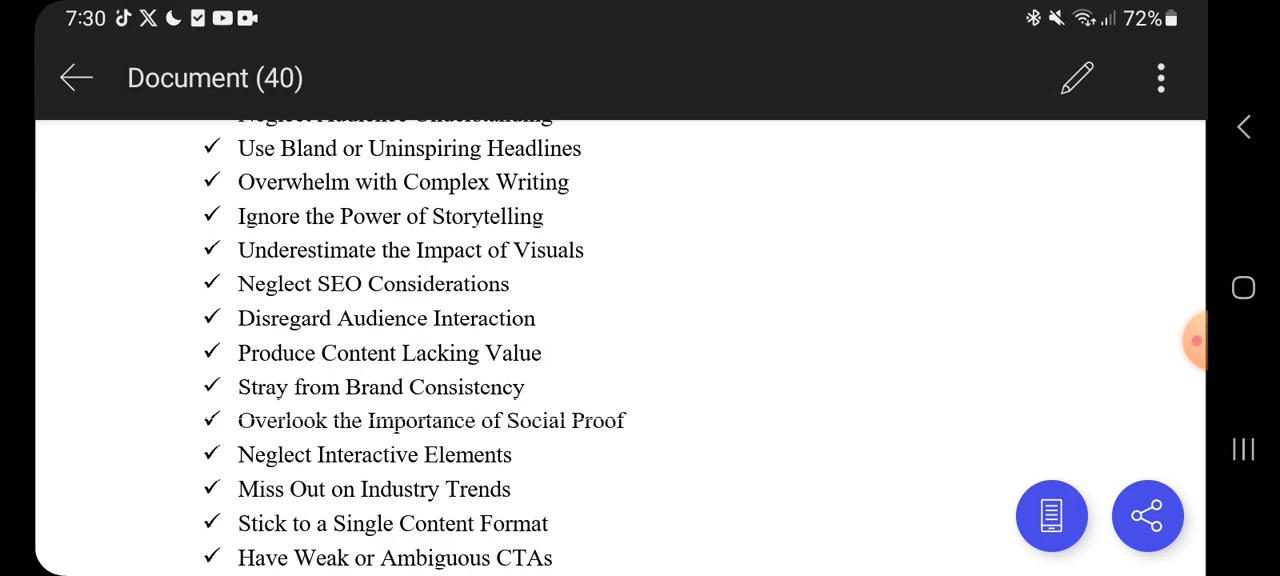 7:30
72%
Document (40)
Neglect Audience Understanding
Use Bland or Uninspiring Headlines
Overwhelm with Complex Writing
Ignore the Power of Storytelling
Underestimate the Impact of Visuals
Neglect SEO Considerations
Disregard Audience Interaction
Produce Content Lacking Value
Stray from Brand Consistency
Overlook the Importance of Social Proof
Neglect Interactive Elements
Miss Out on Industry Trends
Stick to a Single Content Format
Have Weak or Ambiguous CTAs